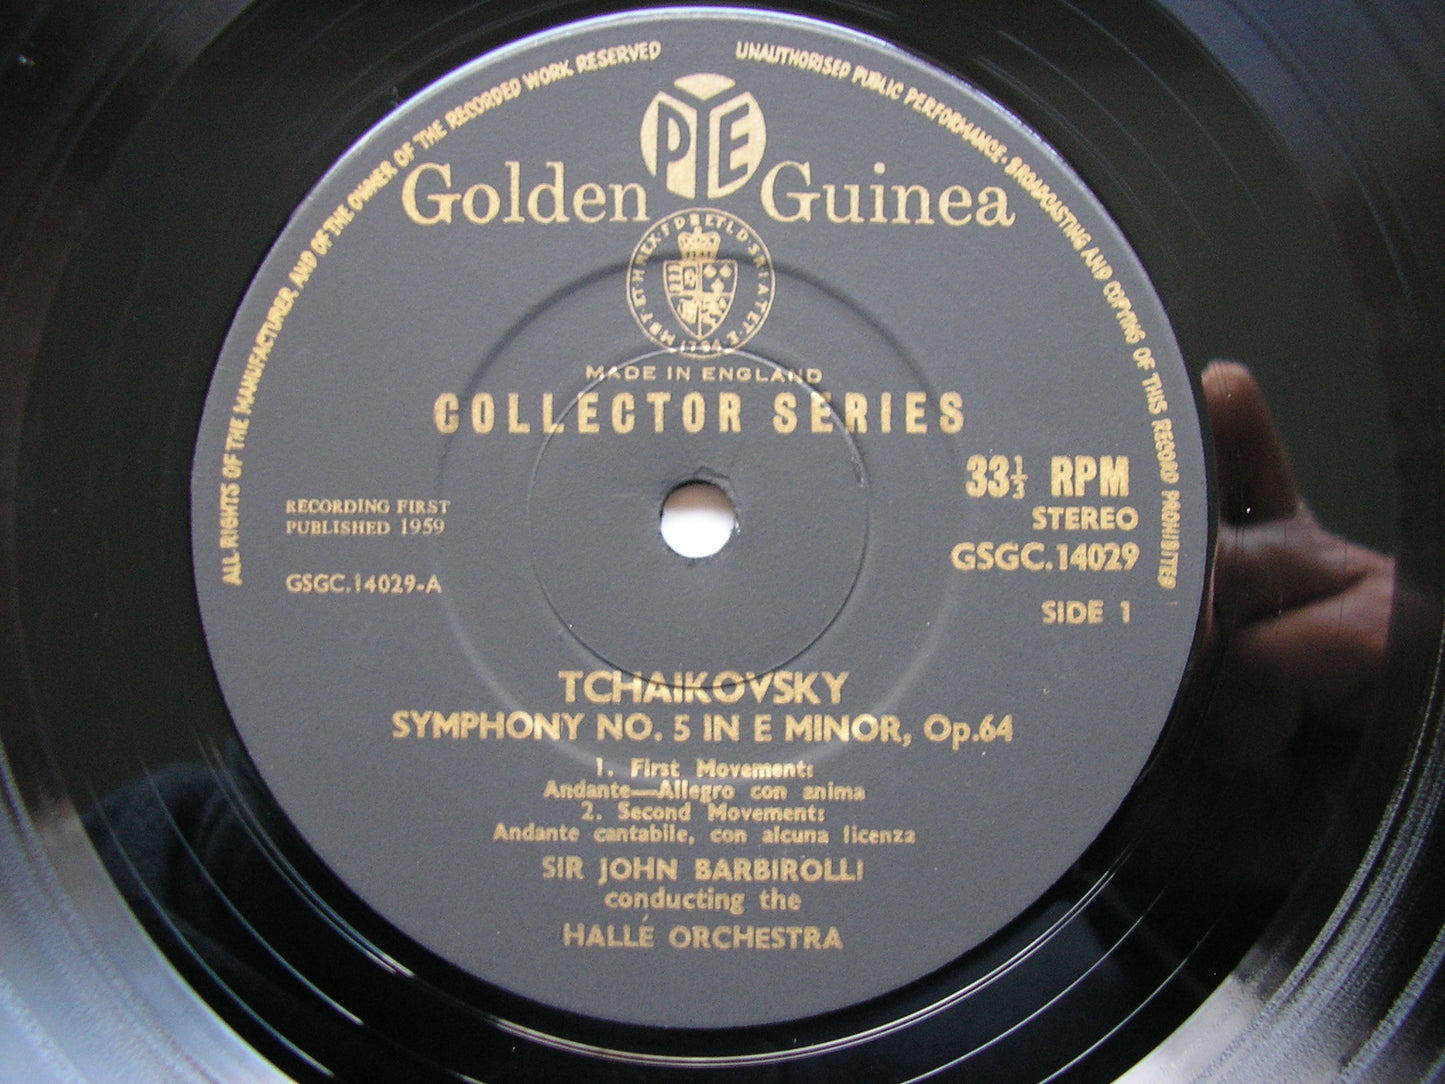 ALL RIGHTS OF THE MANUFACTURER AND OF THE OWNER OF THE RECORDED WORK RESERVED
UNAUTHORISED PUBLIC PERFORMANCE · BROADCASTING AND COPYING OF THIS RECORD PROHIBITED
PYE
Golden Guinea
1794
MADE IN ENGLAND
COLLECTOR SERIES
33⅓ RPM
STEREO
GSGC.14029
SIDE 1
RECORDING FIRST
PUBLISHED 1959
GSGC.14029-A
TCHAIKOVSKY
SYMPHONY NO. 5 IN E MINOR, Op.64
1. First Movement:
Andante—Allegro con anima
2. Second Movement:
Andante cantabile, con alcuna licenza
SIR JOHN BARBIROLLI
conducting the
HALLÉ ORCHESTRA